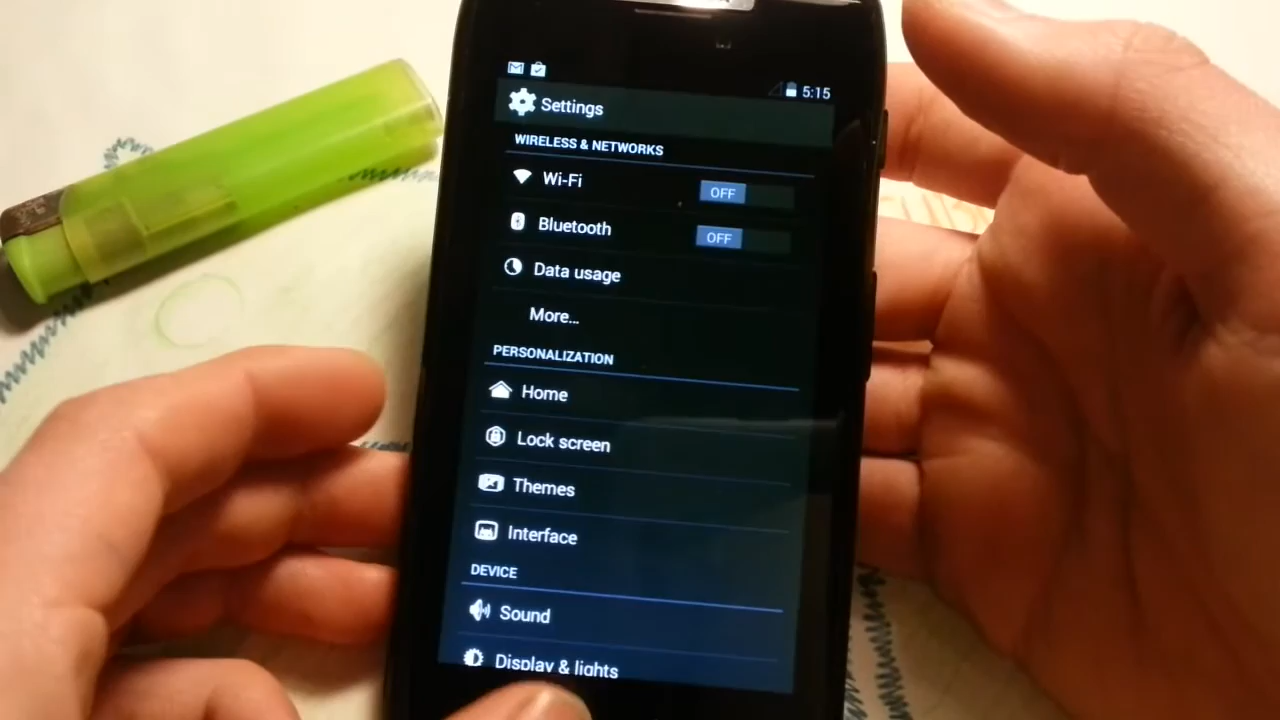 5:15
Settings
WIRELESS & NETWORKS
Wi-Fi OFF
Bluetooth OFF
Data usage
More...
PERSONALIZATION
Home
Lock screen
Themes
Interface
DEVICE
Sound
Display & lights